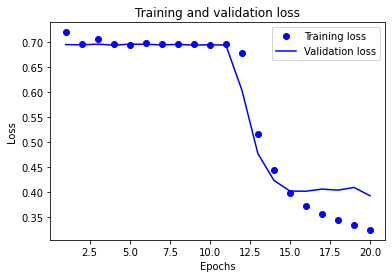 Training and validation loss
Training loss
Validation loss
Loss
0.70
0.65
0.60
0.55
0.50
0.45
0.40
0.35
2.5 5.0 7.5 10.0 12.5 15.0 17.5 20.0
Epochs